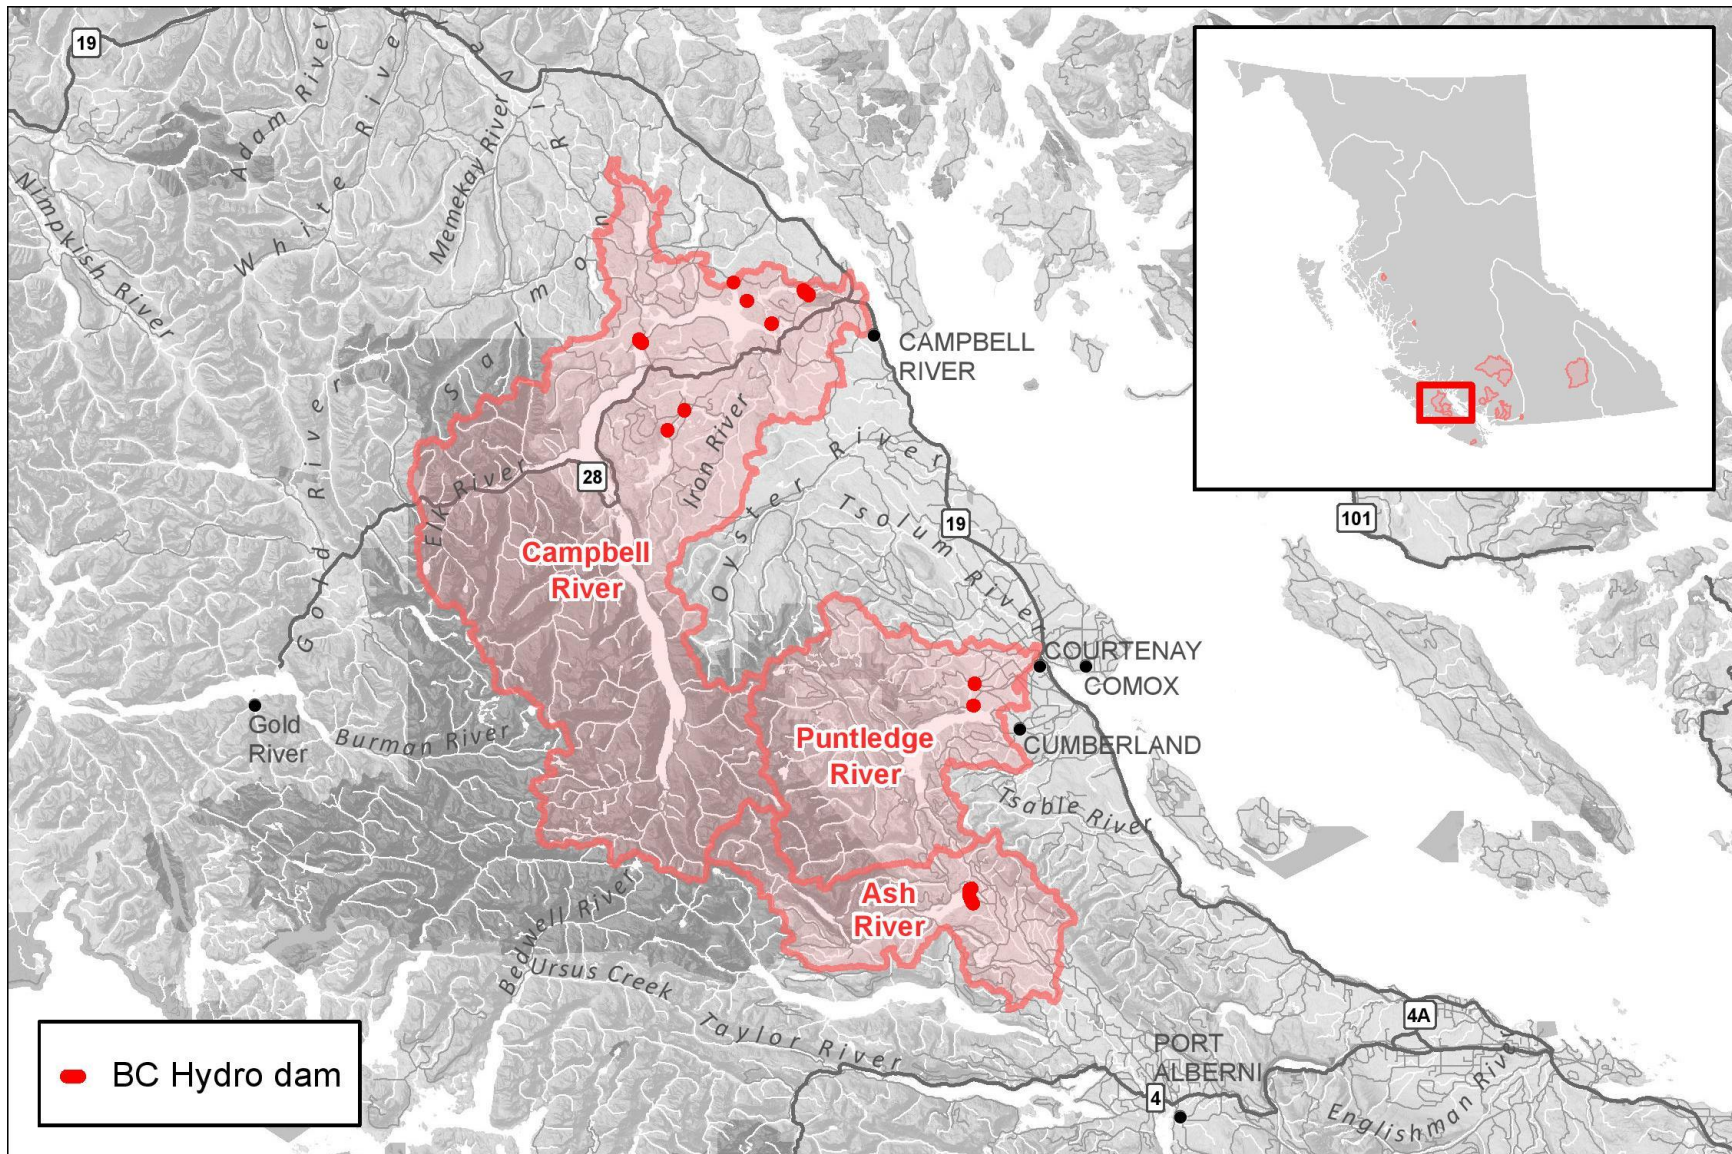 19
Adam River
White River
Memekay River
Salmon River
Nimpkish River
CAMPBELL
RIVER
Gold River
Elk River
28
Iron River
Oyster River
Tsolum River
19
101
Campbell
River
COURTENAY
COMOX
Puntledge
River
CUMBERLAND
Gold
River
Burman River
Tsable River
Ash
River
Bedwell River
Ursus Creek
Taylor River
4A
PORT
ALBERNI
4
Englishman River
BC Hydro dam